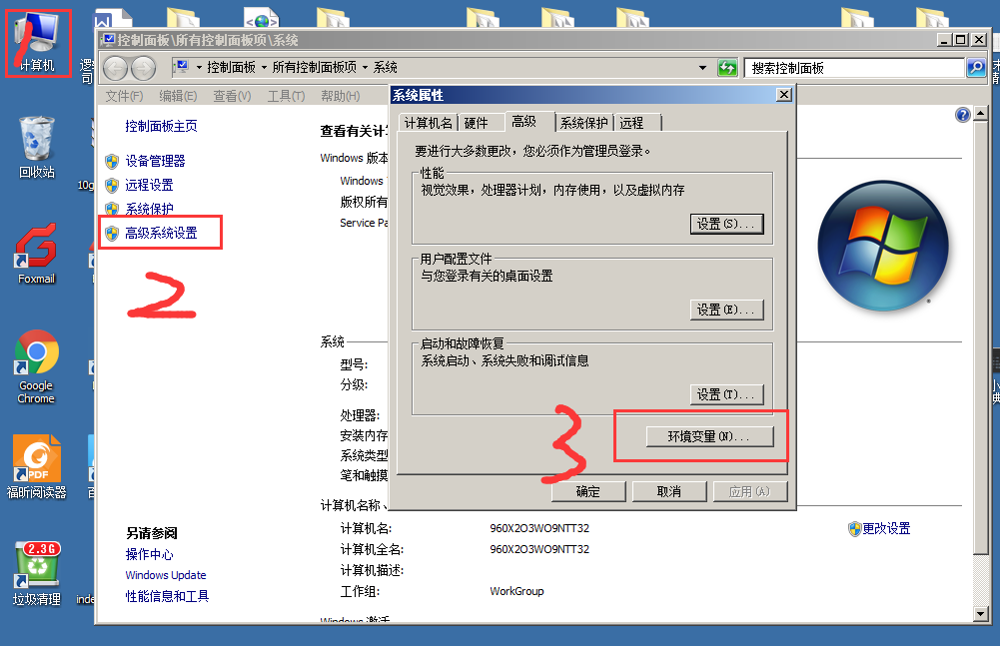 1
计算机
回收站
Foxmail
Google
Chrome
PDF
福昕阅读器
2.3G
垃圾清理
控制面板\所有控制面板项\系统
控制面板 所有控制面板项 系统
搜索控制面板
文件(F) 编辑(E) 查看(V) 工具(T) 帮助(H)
控制面板主页
设备管理器
远程设置
系统保护
高级系统设置
2
另请参阅
操作中心
Windows Update
性能信息和工具
查看有关计
Windows 版本
Windows
版权所有
Service Pa
系统
型号:
分级:
处理器:
安装内存
系统类型
笔和触摸
计算机名称、
计算机名: 960X2O3WO9NTT32
计算机全名: 960X2O3WO9NTT32
计算机描述:
工作组: WorkGroup
Windows 激活
更改设置
系统属性
计算机名 硬件 高级 系统保护 远程
要进行大多数更改，您必须作为管理员登录。
性能
视觉效果，处理器计划，内存使用，以及虚拟内存
设置(S)...
用户配置文件
与您登录有关的桌面设置
设置(E)...
启动和故障恢复
系统启动、系统失败和调试信息
设置(T)...
3
环境变量(N)...
确定 取消 应用(A)